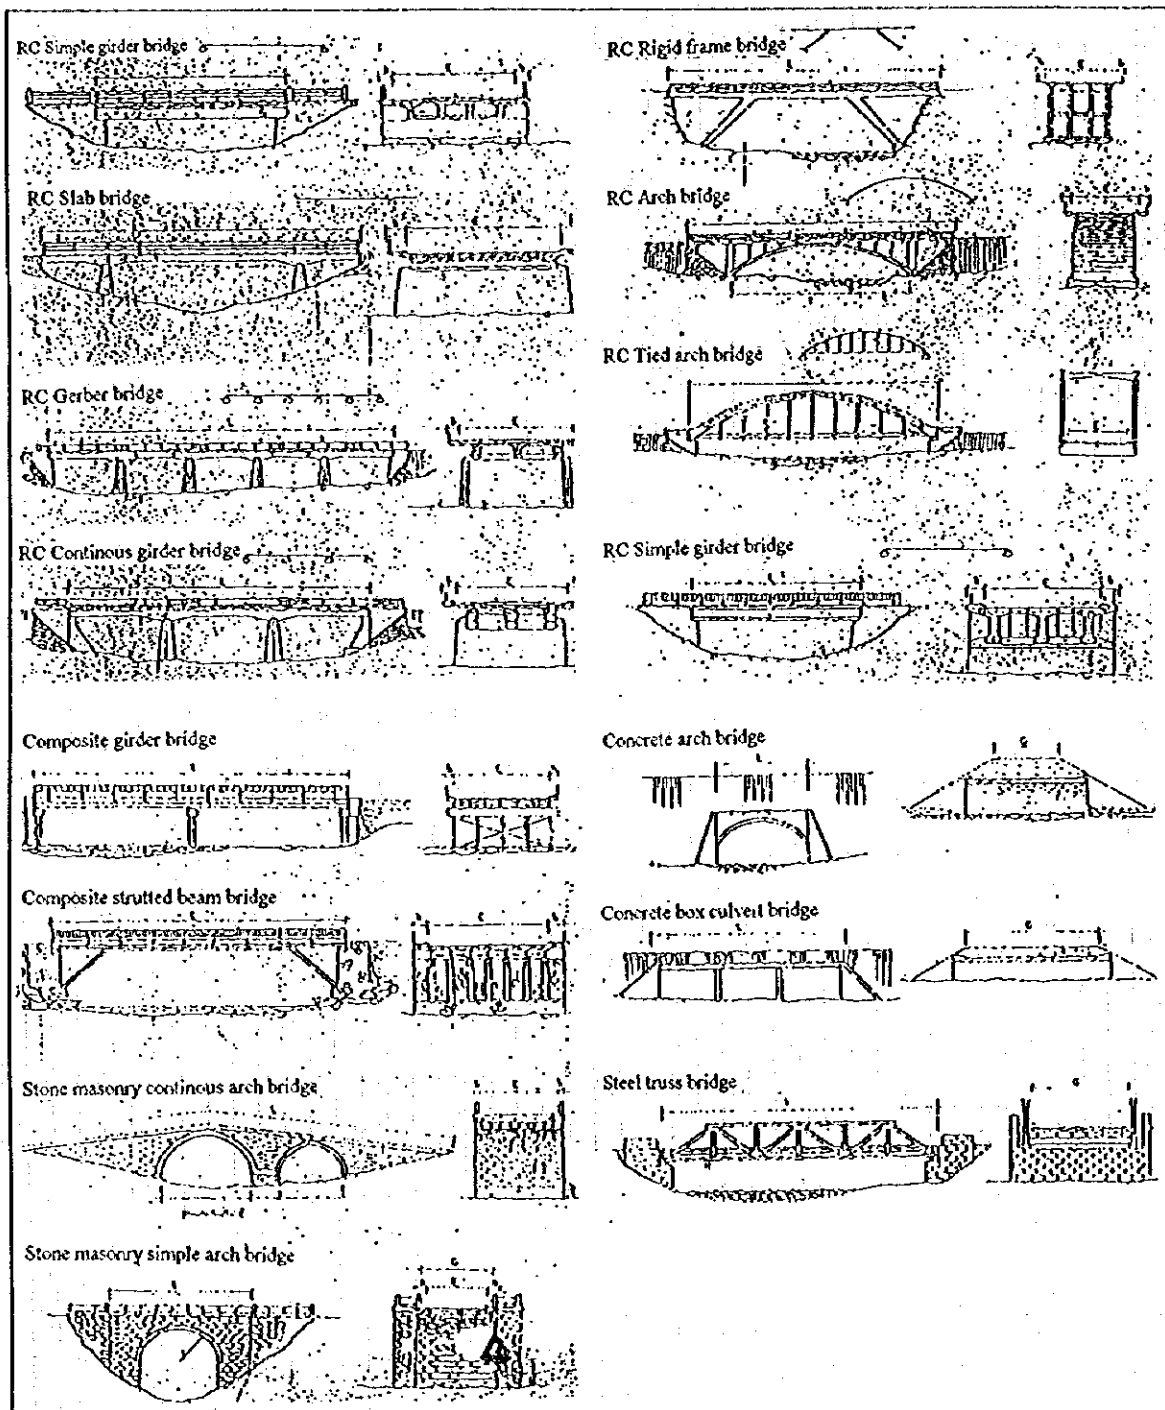 RC Simple girder bridge
RC Slab bridge
RC Gerber bridge
RC Continous girder bridge
Composite girder bridge
Composite strutted beam bridge
Stone masonry continous arch bridge
Stone masonry simple arch bridge
RC Rigid frame bridge
RC Arch bridge
RC Tied arch bridge
RC Simple girder bridge
Concrete arch bridge
Concrete box culvert bridge
Steel truss bridge